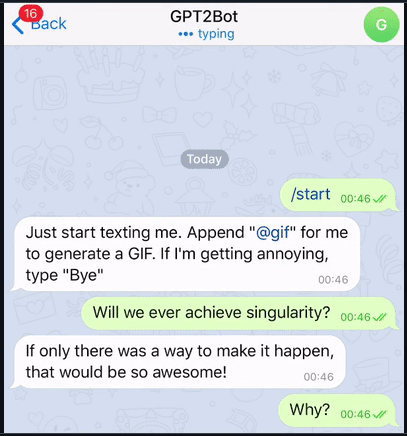 16
Back
GPT2Bot
••• typing
G
Today
/start 00:46
Just start texting me. Append "@gif" for me
to generate a GIF. If I'm getting annoying,
type "Bye"
00:46
Will we ever achieve singularity? 00:46
If only there was a way to make it happen,
that would be so awesome!
00:46
Why? 00:46